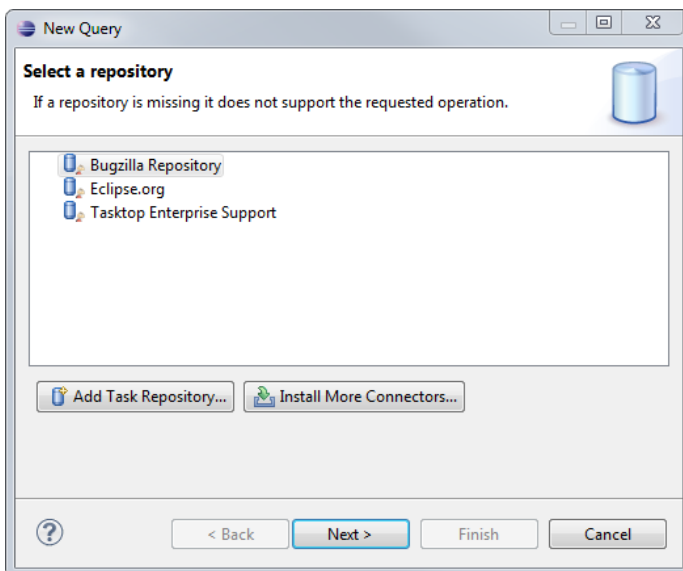 New Query
Select a repository
If a repository is missing it does not support the requested operation.
Bugzilla Repository
Eclipse.org
Tasktop Enterprise Support
Add Task Repository... Install More Connectors...
? < Back Next > Finish Cancel